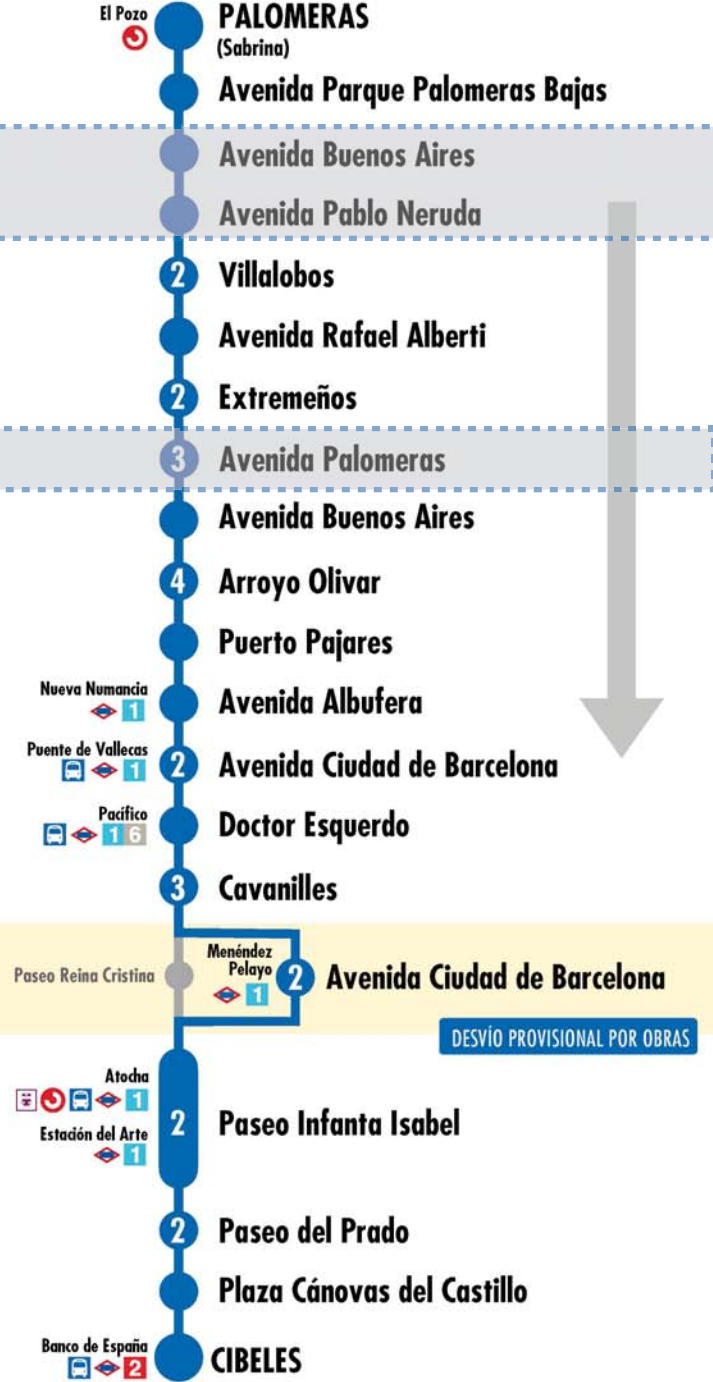 El Pozo
PALOMERAS
(Sabrina)
Avenida Parque Palomeras Bajas
Avenida Buenos Aires
Avenida Pablo Neruda
2 Villalobos
Avenida Rafael Alberti
2 Extremeños
3 Avenida Palomeras
Avenida Buenos Aires
4 Arroyo Olivar
Puerto Pajares
Nueva Numancia
1
Avenida Albufera
Puente de Vallecas
1
2 Avenida Ciudad de Barcelona
Pacífico
1 6
Doctor Esquerdo
3 Cavanilles
Paseo Reina Cristina
Menéndez
Pelayo
1
2 Avenida Ciudad de Barcelona
DESVÍO PROVISIONAL POR OBRAS
Atocha
1
Estación del Arte
1
2 Paseo Infanta Isabel
2 Paseo del Prado
Plaza Cánovas del Castillo
Banco de España
2
CIBELES